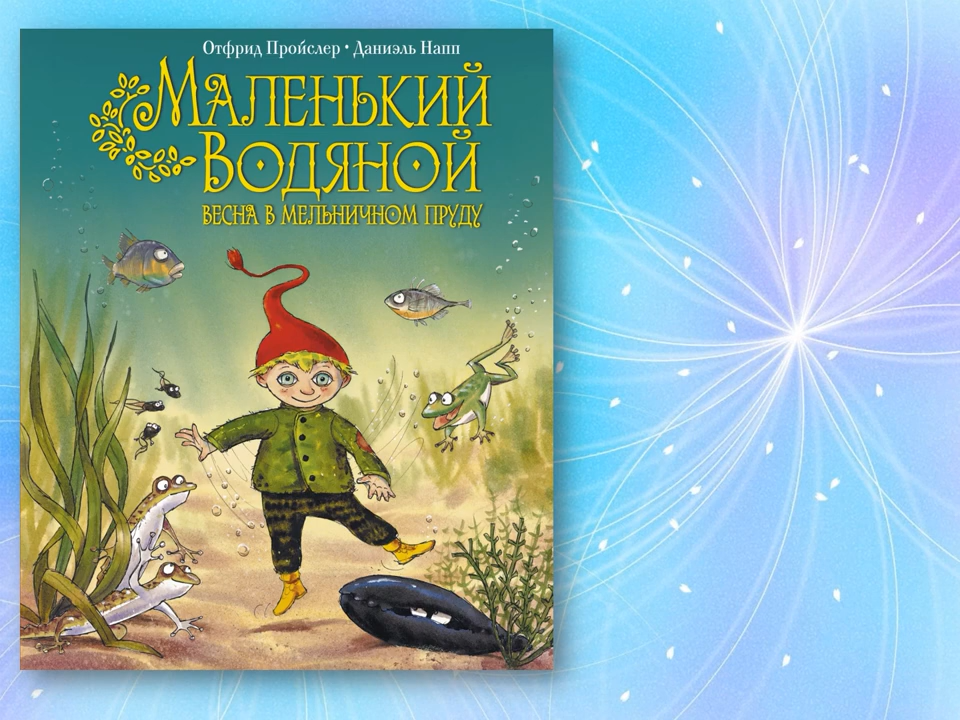 Отфрид Пройслер • Даниэль Напп
Маленький
Водяной
Весна в мельничном пруду